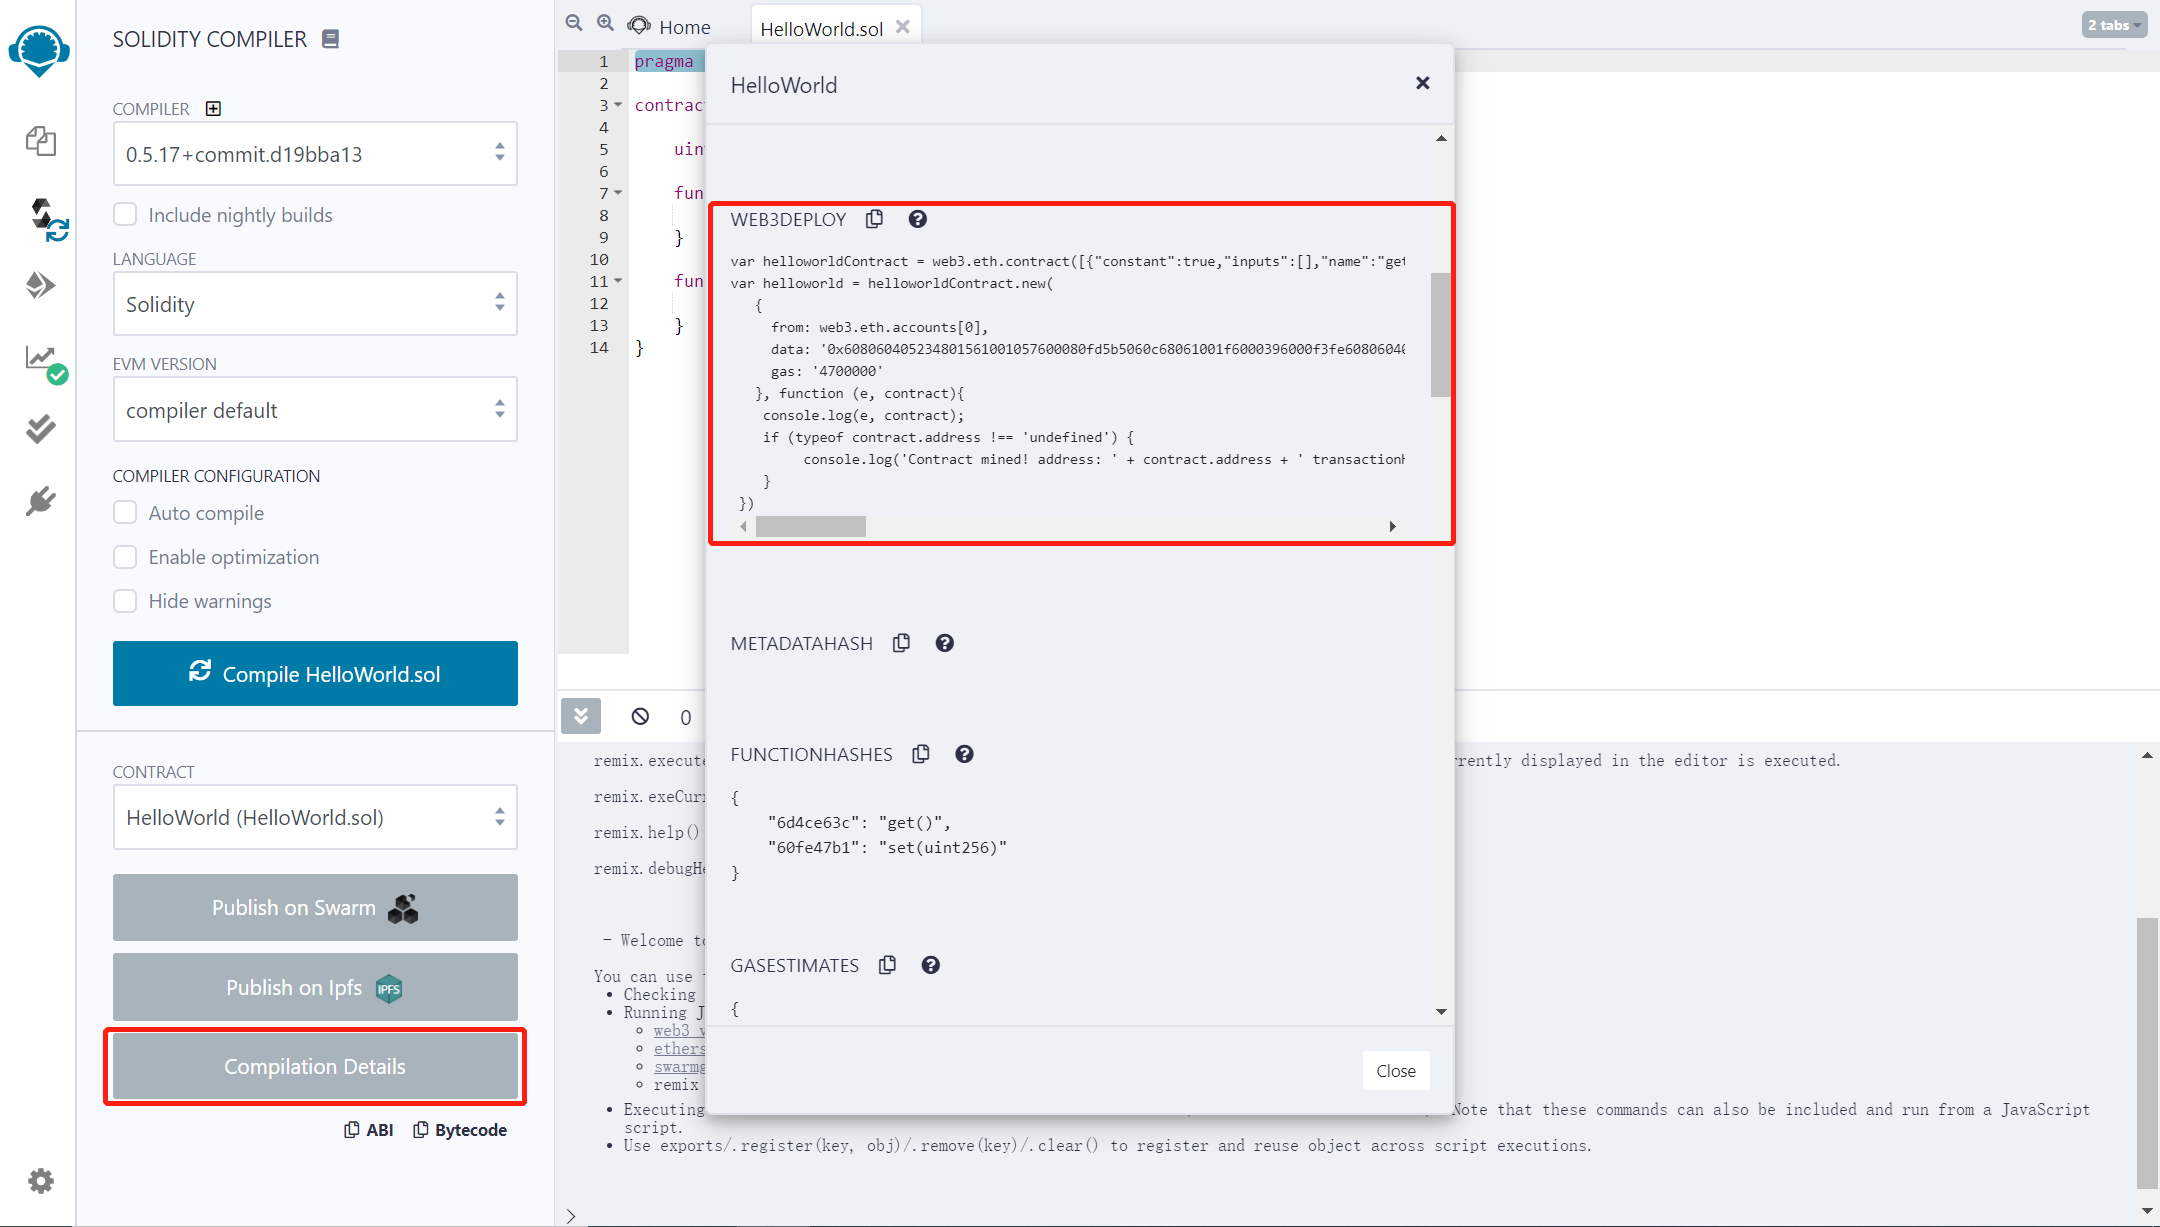 SOLIDITY COMPILER
COMPILER
0.5.17+commit.d19bba13
Include nightly builds
LANGUAGE
Solidity
EVM VERSION
compiler default
COMPILER CONFIGURATION
Auto compile
Enable optimization
Hide warnings
Compile HelloWorld.sol
CONTRACT
HelloWorld (HelloWorld.sol)
Publish on Swarm
Publish on Ipfs IPFS
Compilation Details
ABI Bytecode
Home HelloWorld.sol
2 tabs
1 pragma
2
3 contrac
4
5 uin
6
7 fun
8
9 }
10
11 fun
12
13 }
14 }
HelloWorld
WEB3DEPLOY
var helloworldContract = web3.eth.contract([{"constant":true,"inputs":[],"name":"get
var helloworld = helloworldContract.new(
{
from: web3.eth.accounts[0],
data: '0x608060405234801561001057600080fd5b5060c68061001f6000396000f3fe6080604
gas: '4700000'
}, function (e, contract){
console.log(e, contract);
if (typeof contract.address !== 'undefined') {
console.log('Contract mined! address: ' + contract.address + ' transaction
}
})
METADATAHASH
FUNCTIONHASHES
{
"6d4ce63c": "get()",
"60fe47b1": "set(uint256)"
}
GASESTIMATES
{
Close
0
remix.execute rrently displayed in the editor is executed.
remix.exeCurr
remix.help()
remix.debugHe
- Welcome to
You can use
• Checking
• Running J
web3 v
ethers
swarmg
remix
• Executing Note that these commands can also be included and run from a JavaScript
script.
• Use exports/.register(key, obj)/.remove(key)/.clear() to register and reuse object across script executions.
>